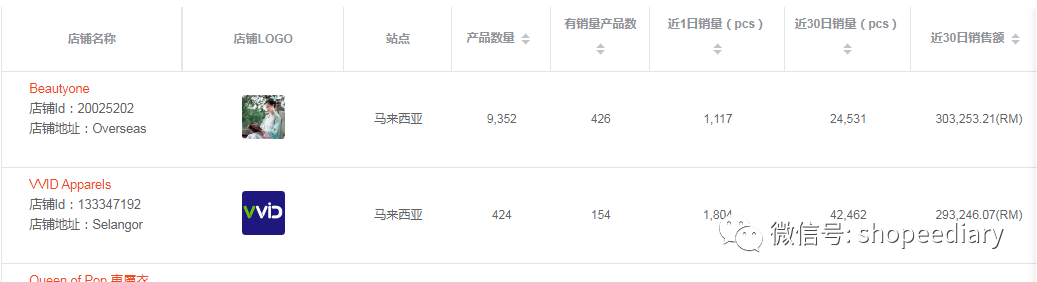 店铺名称 店铺LOGO 站点 产品数量 有销量产品数 近1日销量（pcs） 近30日销量（pcs） 近30日销售额
Beautyone
店铺Id：20025202
店铺地址：Overseas
马来西亚 9,352 426 1,117 24,531 303,253.21(RM)
VVID Apparels
店铺Id：133347192
店铺地址：Selangor
VVID
马来西亚 424 154 1,804 42,462 293,246.07(RM)
微信号: shopeediary
Queen of Pop